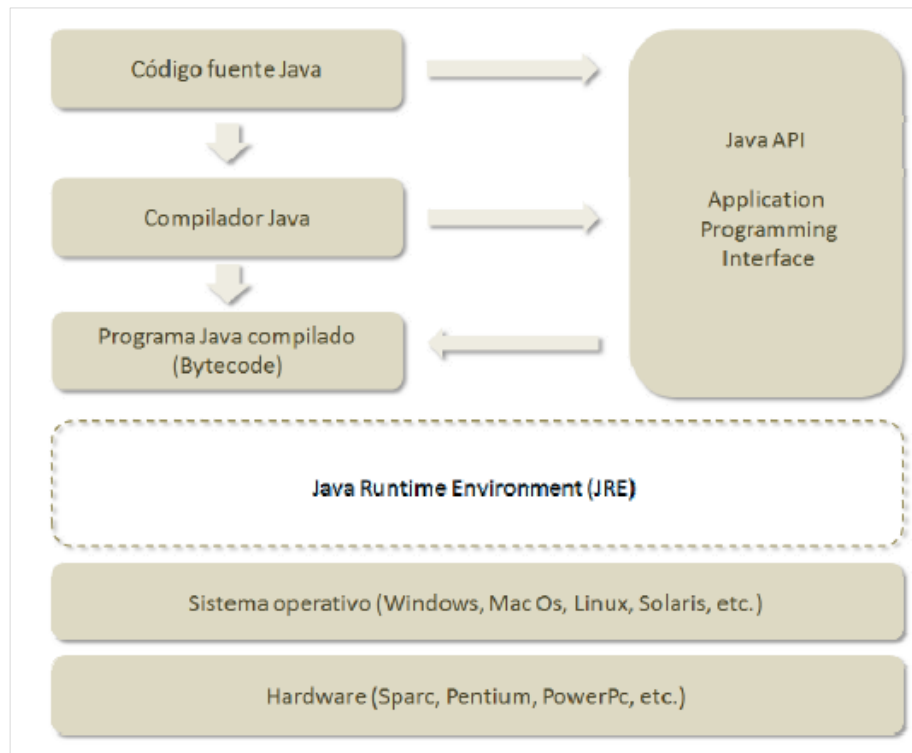 Código fuente Java
Java API
Application
Programming
Interface
Compilador Java
Programa Java compilado
(Bytecode)
Java Runtime Environment (JRE)
Sistema operativo (Windows, Mac Os, Linux, Solaris, etc.)
Hardware (Sparc, Pentium, PowerPc, etc.)